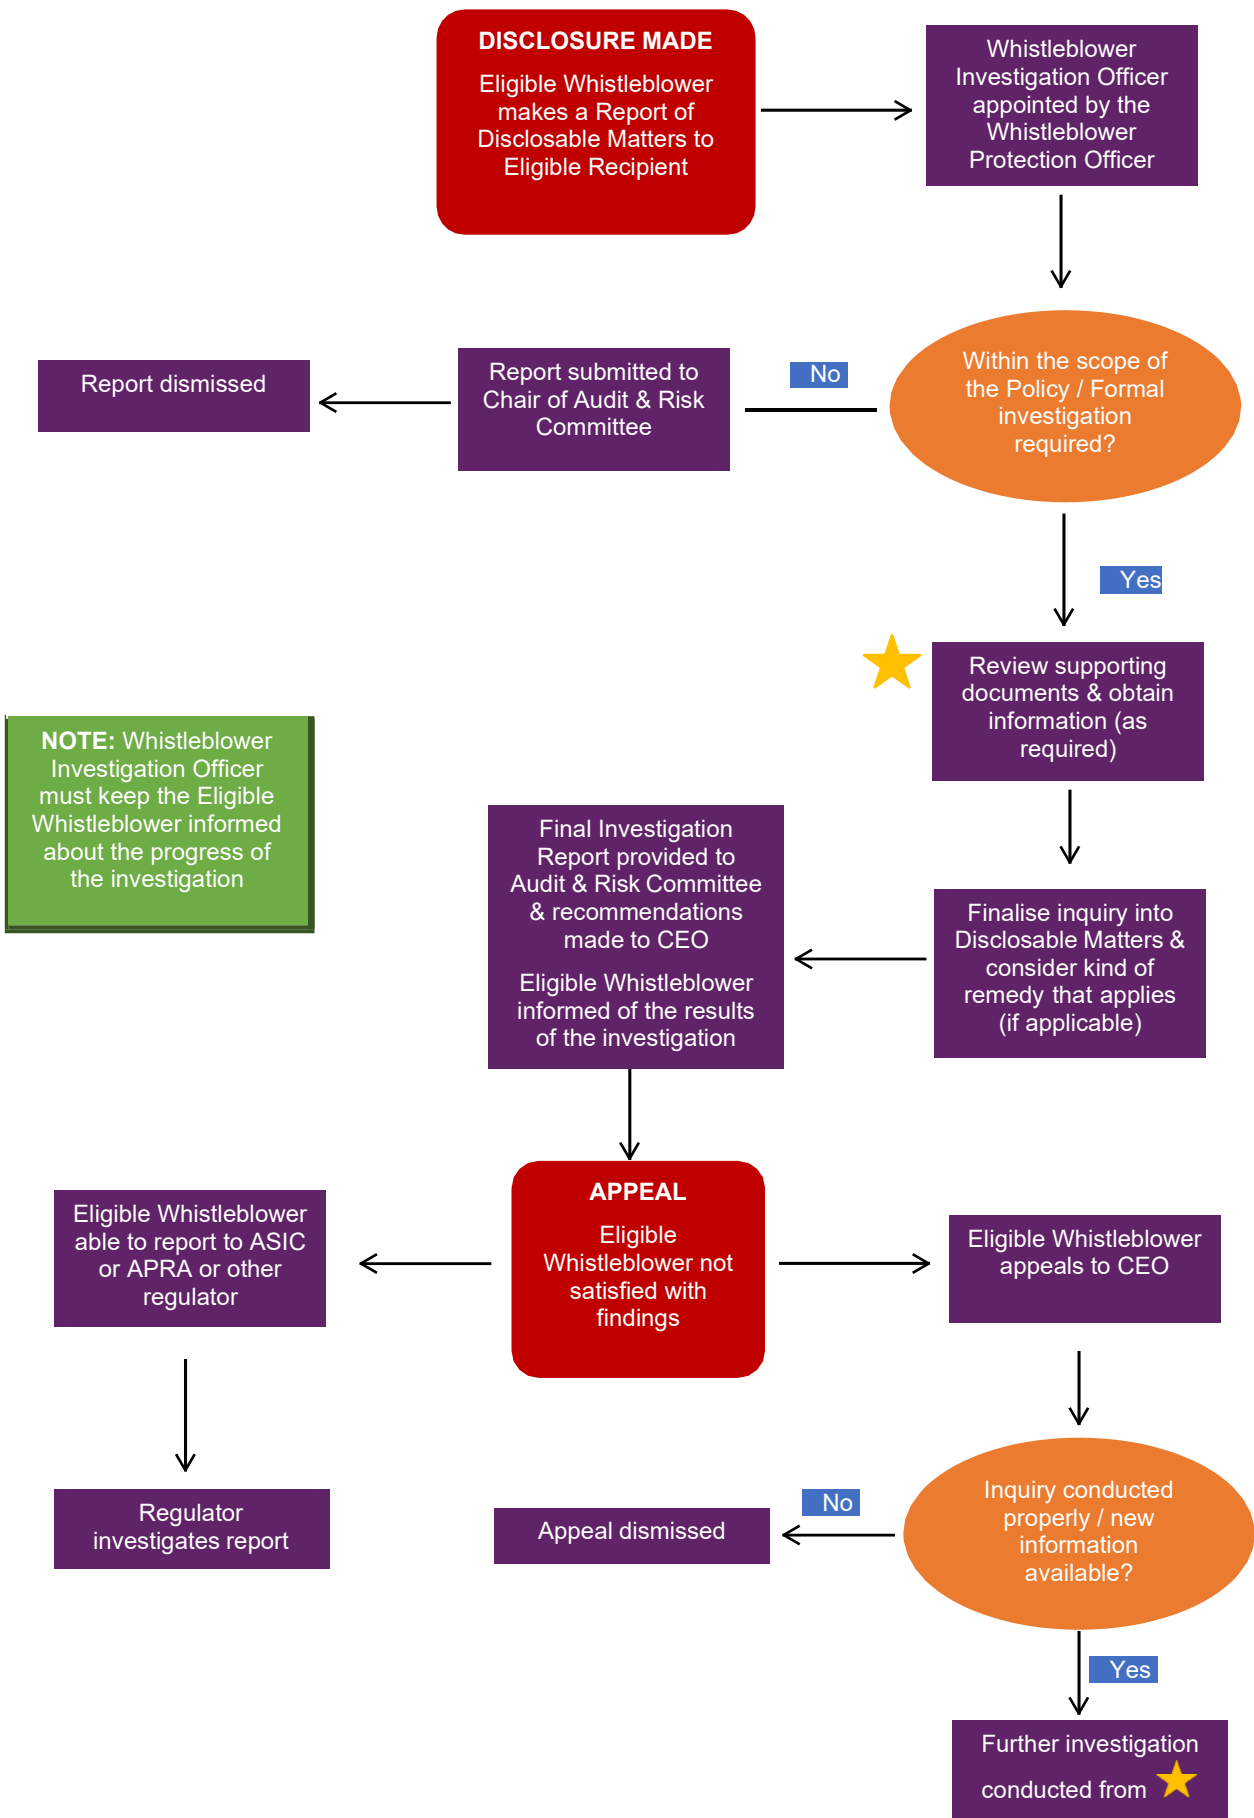 DISCLOSURE MADE
Eligible Whistleblower
makes a Report of
Disclosable Matters to
Eligible Recipient
Whistleblower
Investigation Officer
appointed by the
Whistleblower
Protection Officer
Within the scope of
the Policy / Formal
investigation
required?
No
Report submitted to
Chair of Audit & Risk
Committee
Report dismissed
Yes
Review supporting
documents & obtain
information (as
required)
NOTE: Whistleblower
Investigation Officer
must keep the Eligible
Whistleblower informed
about the progress of
the investigation
Finalise inquiry into
Disclosable Matters &
consider kind of
remedy that applies
(if applicable)
Final Investigation
Report provided to
Audit & Risk Committee
& recommendations
made to CEO
Eligible Whistleblower
informed of the results
of the investigation
APPEAL
Eligible
Whistleblower not
satisfied with
findings
Eligible Whistleblower
able to report to ASIC
or APRA or other
regulator
Regulator
investigates report
Eligible Whistleblower
appeals to CEO
Inquiry conducted
properly / new
information
available?
No
Appeal dismissed
Yes
Further investigation
conducted from